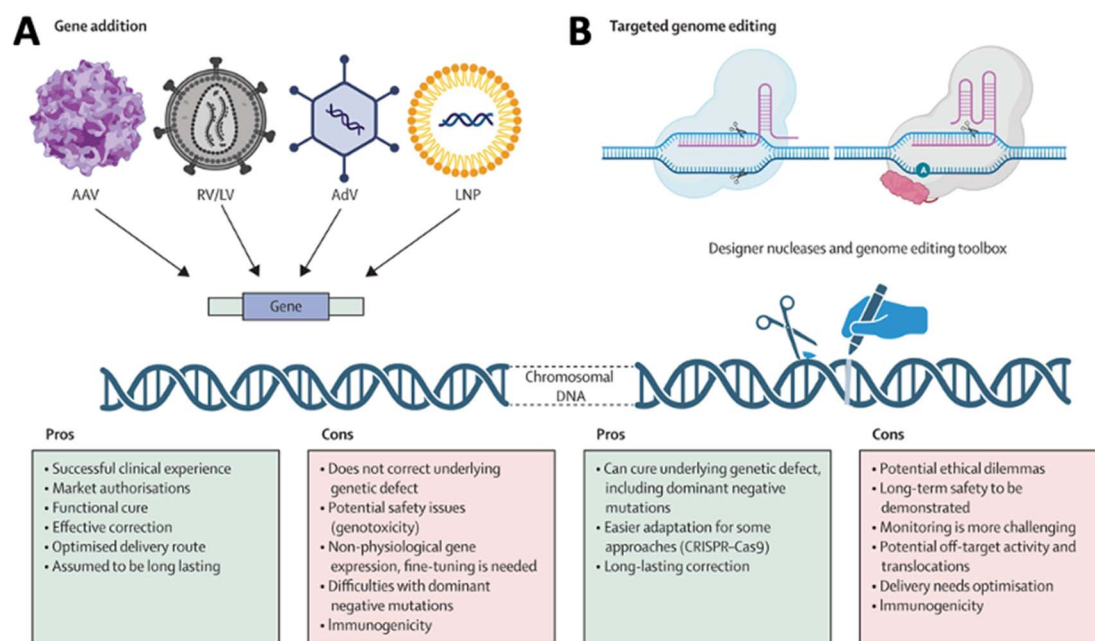 A Gene addition
AAV
RV/LV
AdV
LNP
Gene
B Targeted genome editing
A
Designer nucleases and genome editing toolbox
Chromosomal
DNA
Pros
• Successful clinical experience
• Market authorisations
• Functional cure
• Effective correction
• Optimised delivery route
• Assumed to be long lasting
Cons
• Does not correct underlying
genetic defect
• Potential safety issues
(genotoxicity)
• Non-physiological gene
expression, fine-tuning is needed
• Difficulties with dominant
negative mutations
• Immunogenicity
Pros
• Can cure underlying genetic defect,
including dominant negative
mutations
• Easier adaptation for some
approaches (CRISPR–Cas9)
• Long-lasting correction
Cons
• Potential ethical dilemmas
• Long-term safety to be
demonstrated
• Monitoring is more challenging
• Potential off-target activity and
translocations
• Delivery needs optimisation
• Immunogenicity